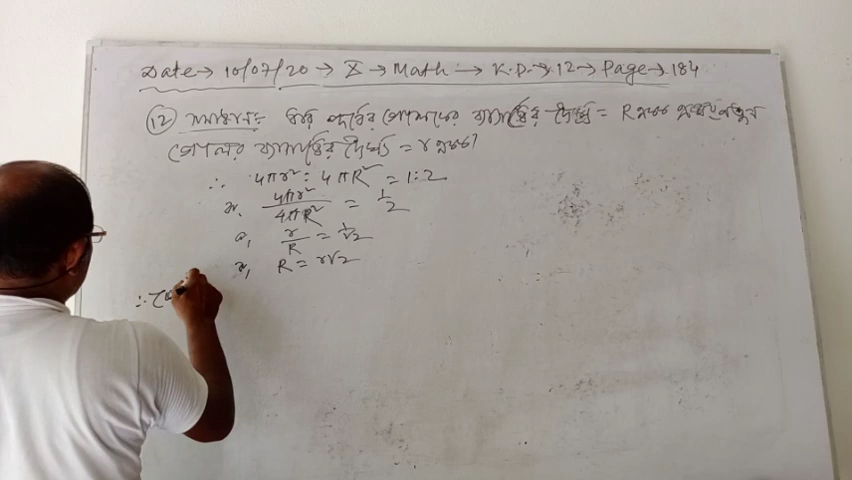 Date → 10/07/20 → X → Math → K.D. → 12 → Page → 184
(12) সমাধানঃ ধরি পূর্বের গোলকের ব্যাসার্ধের দৈর্ঘ্য = R একক এবং
গোলকের ব্যাসার্ধের দৈর্ঘ্য = r একক।
∴ 4πr² : 4πR² = 1:2
বা, 4πr²/4πR² = 1/2
বা, r/R = 1/√2
বা, R = r√2
∴